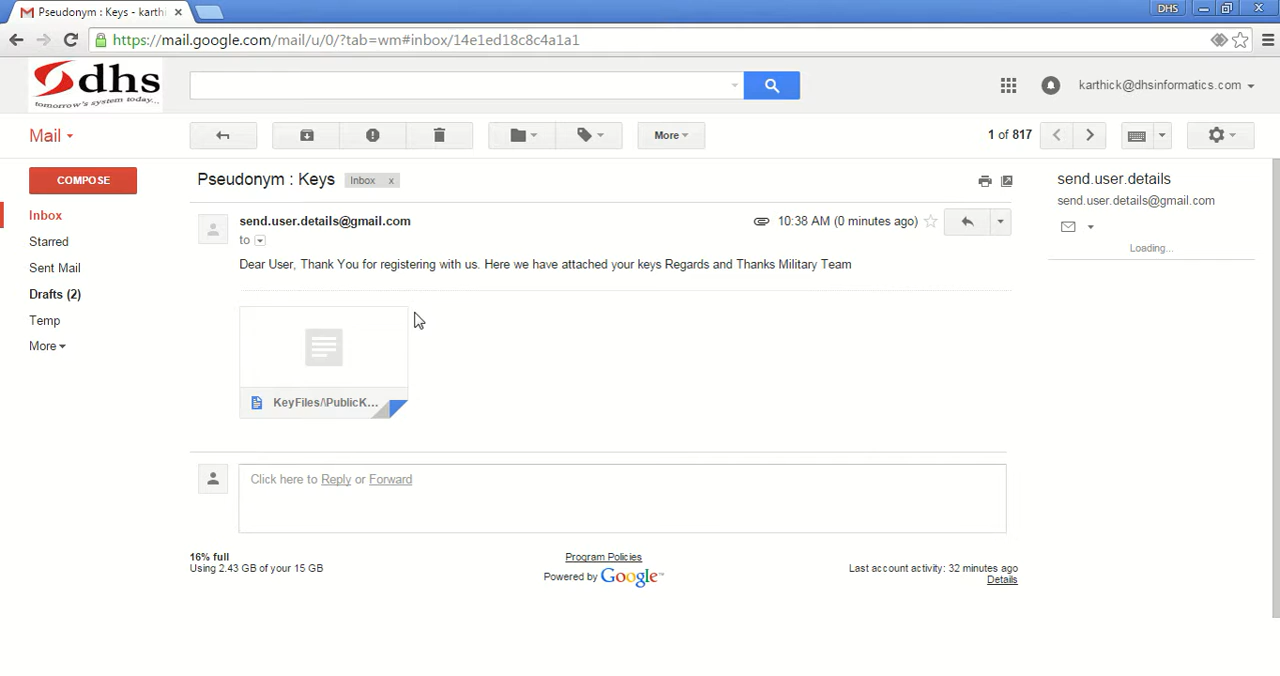 Pseudonym : Keys - karthi
DHS
https://mail.google.com/mail/u/0/?tab=wm#inbox/14e1ed18c8c4a1a1
dhs
tomorrow's system today...
karthick@dhsinformatics.com
Mail
More
1 of 817
COMPOSE
Inbox
Starred
Sent Mail
Drafts (2)
Temp
More
Pseudonym : Keys
Inbox x
send.user.details@gmail.com
10:38 AM (0 minutes ago)
to
Dear User, Thank You for registering with us. Here we have attached your keys Regards and Thanks Military Team
KeyFiles/\PublicK...
Click here to Reply or Forward
send.user.details
send.user.details@gmail.com
Loading...
16% full
Using 2.43 GB of your 15 GB
Program Policies
Powered by Google™
Last account activity: 32 minutes ago
Details